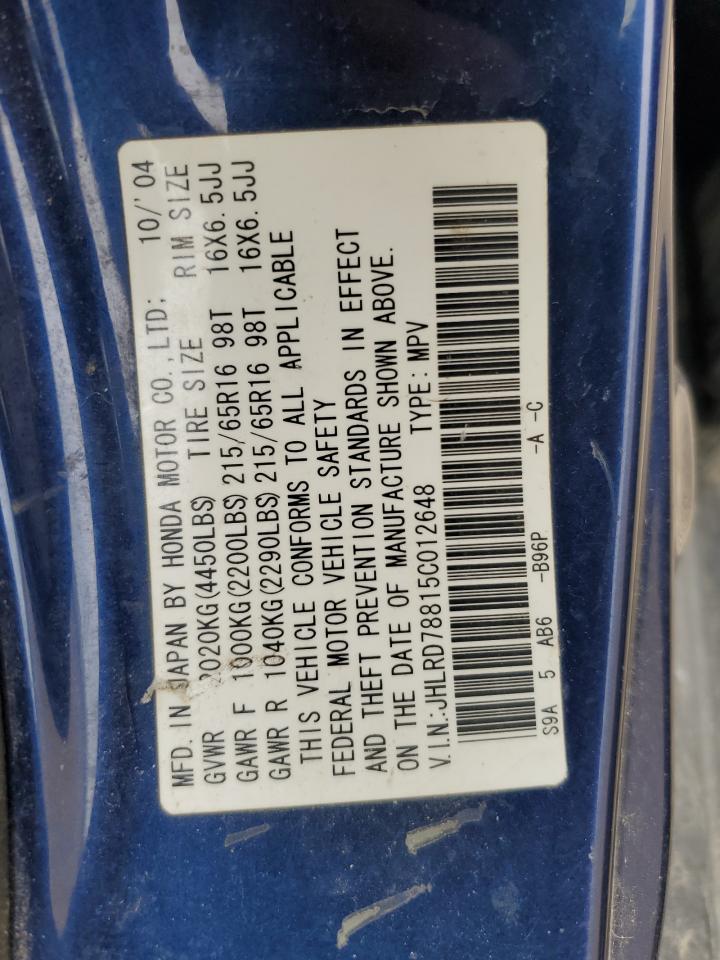 MFD. IN JAPAN BY HONDA MOTOR CO.,LTD: 10/'04
GVWR 2020KG(4450LBS) TIRE SIZE RIM SIZE
GAWR F 1000KG(2200LBS) 215/65R16 98T 16X6.5JJ
GAWR R 1040KG(2290LBS) 215/65R16 98T 16X6.5JJ
THIS VEHICLE CONFORMS TO ALL APPLICABLE
FEDERAL MOTOR VEHICLE SAFETY
AND THEFT PREVENTION STANDARDS IN EFFECT
ON THE DATE OF MANUFACTURE SHOWN ABOVE.
V.I.N.:JHLRD78815C012648 TYPE: MPV
S9A 5 AB6 -B96P -A -C